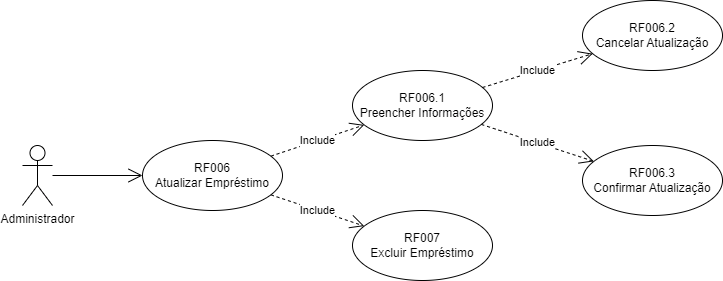 RF006.2
Cancelar Atualização
Include
RF006.1
Preencher Informações
Include
Include
RF006
Atualizar Empréstimo
RF006.3
Confirmar Atualização
Administrador
Include
RF007
Excluir Empréstimo